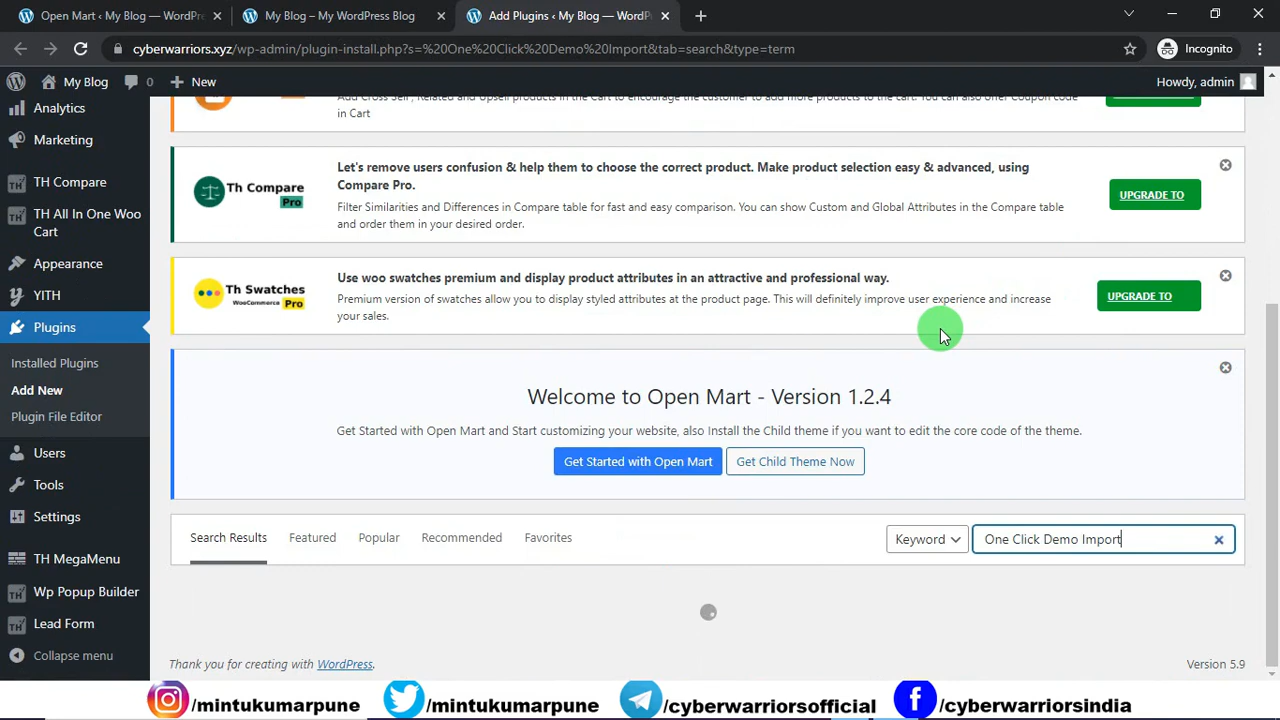 Open Mart ‹ My Blog — WordPre
My Blog – My WordPress Blog
Add Plugins ‹ My Blog — WordP
cyberwarriors.xyz/wp-admin/plugin-install.php?s=%20One%20Click%20Demo%20Import&tab=search&type=term
Incognito
My Blog
0
New
Howdy, admin
Analytics
Marketing
TH Compare
TH All In One Woo
Cart
Appearance
YITH
Plugins
Installed Plugins
Add New
Plugin File Editor
Users
Tools
Settings
TH MegaMenu
Wp Popup Builder
Lead Form
Collapse menu
Add Cross Sell , Related and Upsell products in the Cart to encourage the customer to add more products to the cart. You can also offer Coupon code
in Cart
Th Compare
Pro
Let's remove users confusion & help them to choose the correct product. Make product selection easy & advanced, using
Compare Pro.
Filter Similarities and Differences in Compare table for fast and easy comparison. You can show Custom and Global Attributes in the Compare table
and order them in your desired order.
UPGRADE TO
Th Swatches
WooCommerce Pro
Use woo swatches premium and display product attributes in an attractive and professional way.
Premium version of swatches allow you to display styled attributes at the product page. This will definitely improve user experience and increase
your sales.
UPGRADE TO
Welcome to Open Mart - Version 1.2.4
Get Started with Open Mart and Start customizing your website, also Install the Child theme if you want to edit the core code of the theme.
Get Started with Open Mart
Get Child Theme Now
Search Results
Featured
Popular
Recommended
Favorites
Keyword
One Click Demo Import
Thank you for creating with WordPress.
Version 5.9
/mintukumarpune
/mintukumarpune
/cyberwarriorsofficial
/cyberwarriorsindia